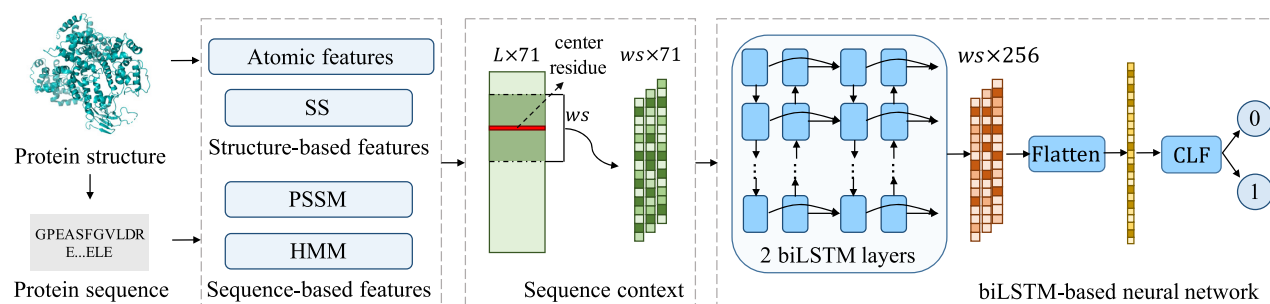 Protein structure
GPEASFGVLDR
E...ELE
Protein sequence
Atomic features
SS
Structure-based features
PSSM
HMM
Sequence-based features
L×71
center
residue
ws
ws×71
Sequence context
2 biLSTM layers
ws×256
Flatten
CLF
0
1
biLSTM-based neural network